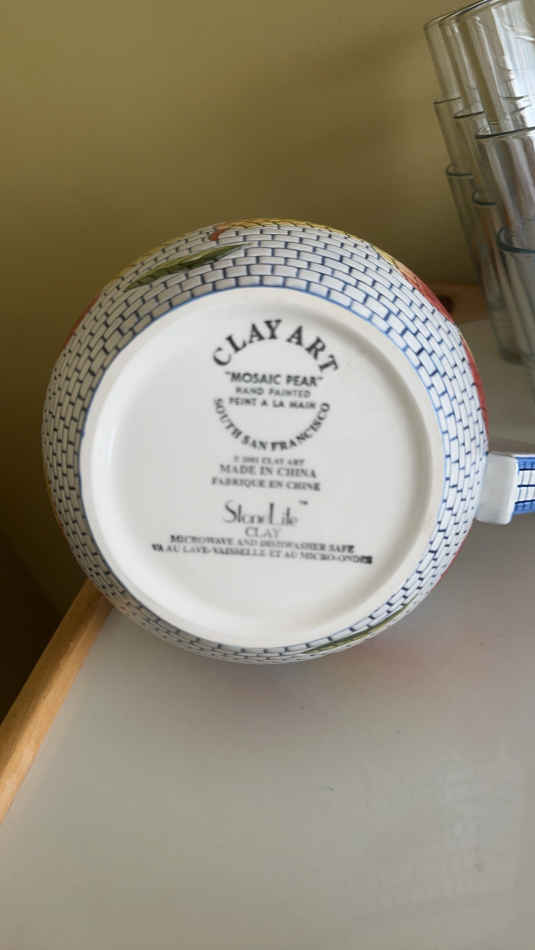 CLAY ART
"MOSAIC PEAR"
HAND PAINTED
PEINT A LA MAIN
SOUTH SAN FRANCISCO
© 2001 CLAY ART
MADE IN CHINA
FABRIQUE EN CHINE
StoneLite™
CLAY
MICROWAVE AND DISHWASHER SAFE
VA AU LAVE-VAISSELLE ET AU MICRO-ONDES